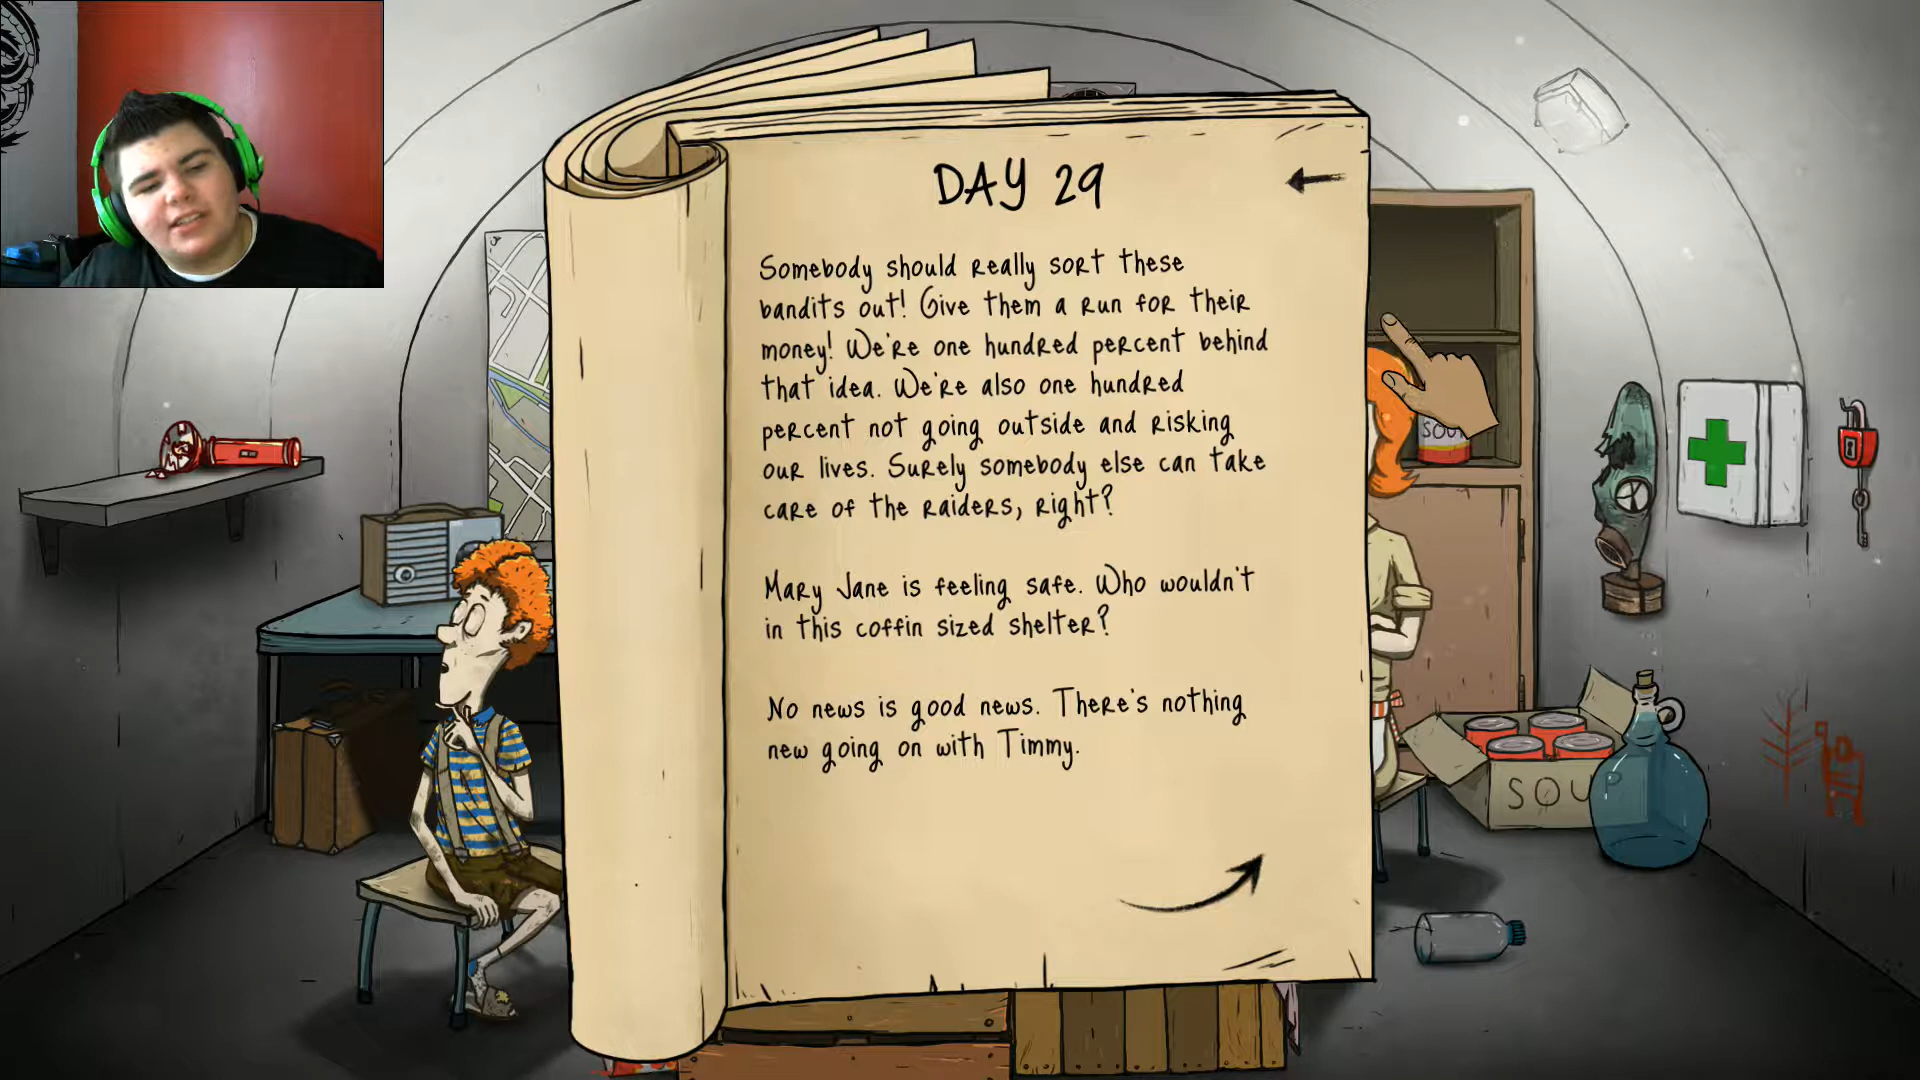 DAY 29
Somebody should really sort these
bandits out! Give them a run for their
money! We're one hundred percent behind
that idea. We're also one hundred
percent not going outside and risking
our lives. Surely somebody else can take
care of the raiders, right?
Mary Jane is feeling safe. Who wouldn't
in this coffin sized shelter?
No news is good news. There's nothing
new going on with Timmy.
SOU
SOU